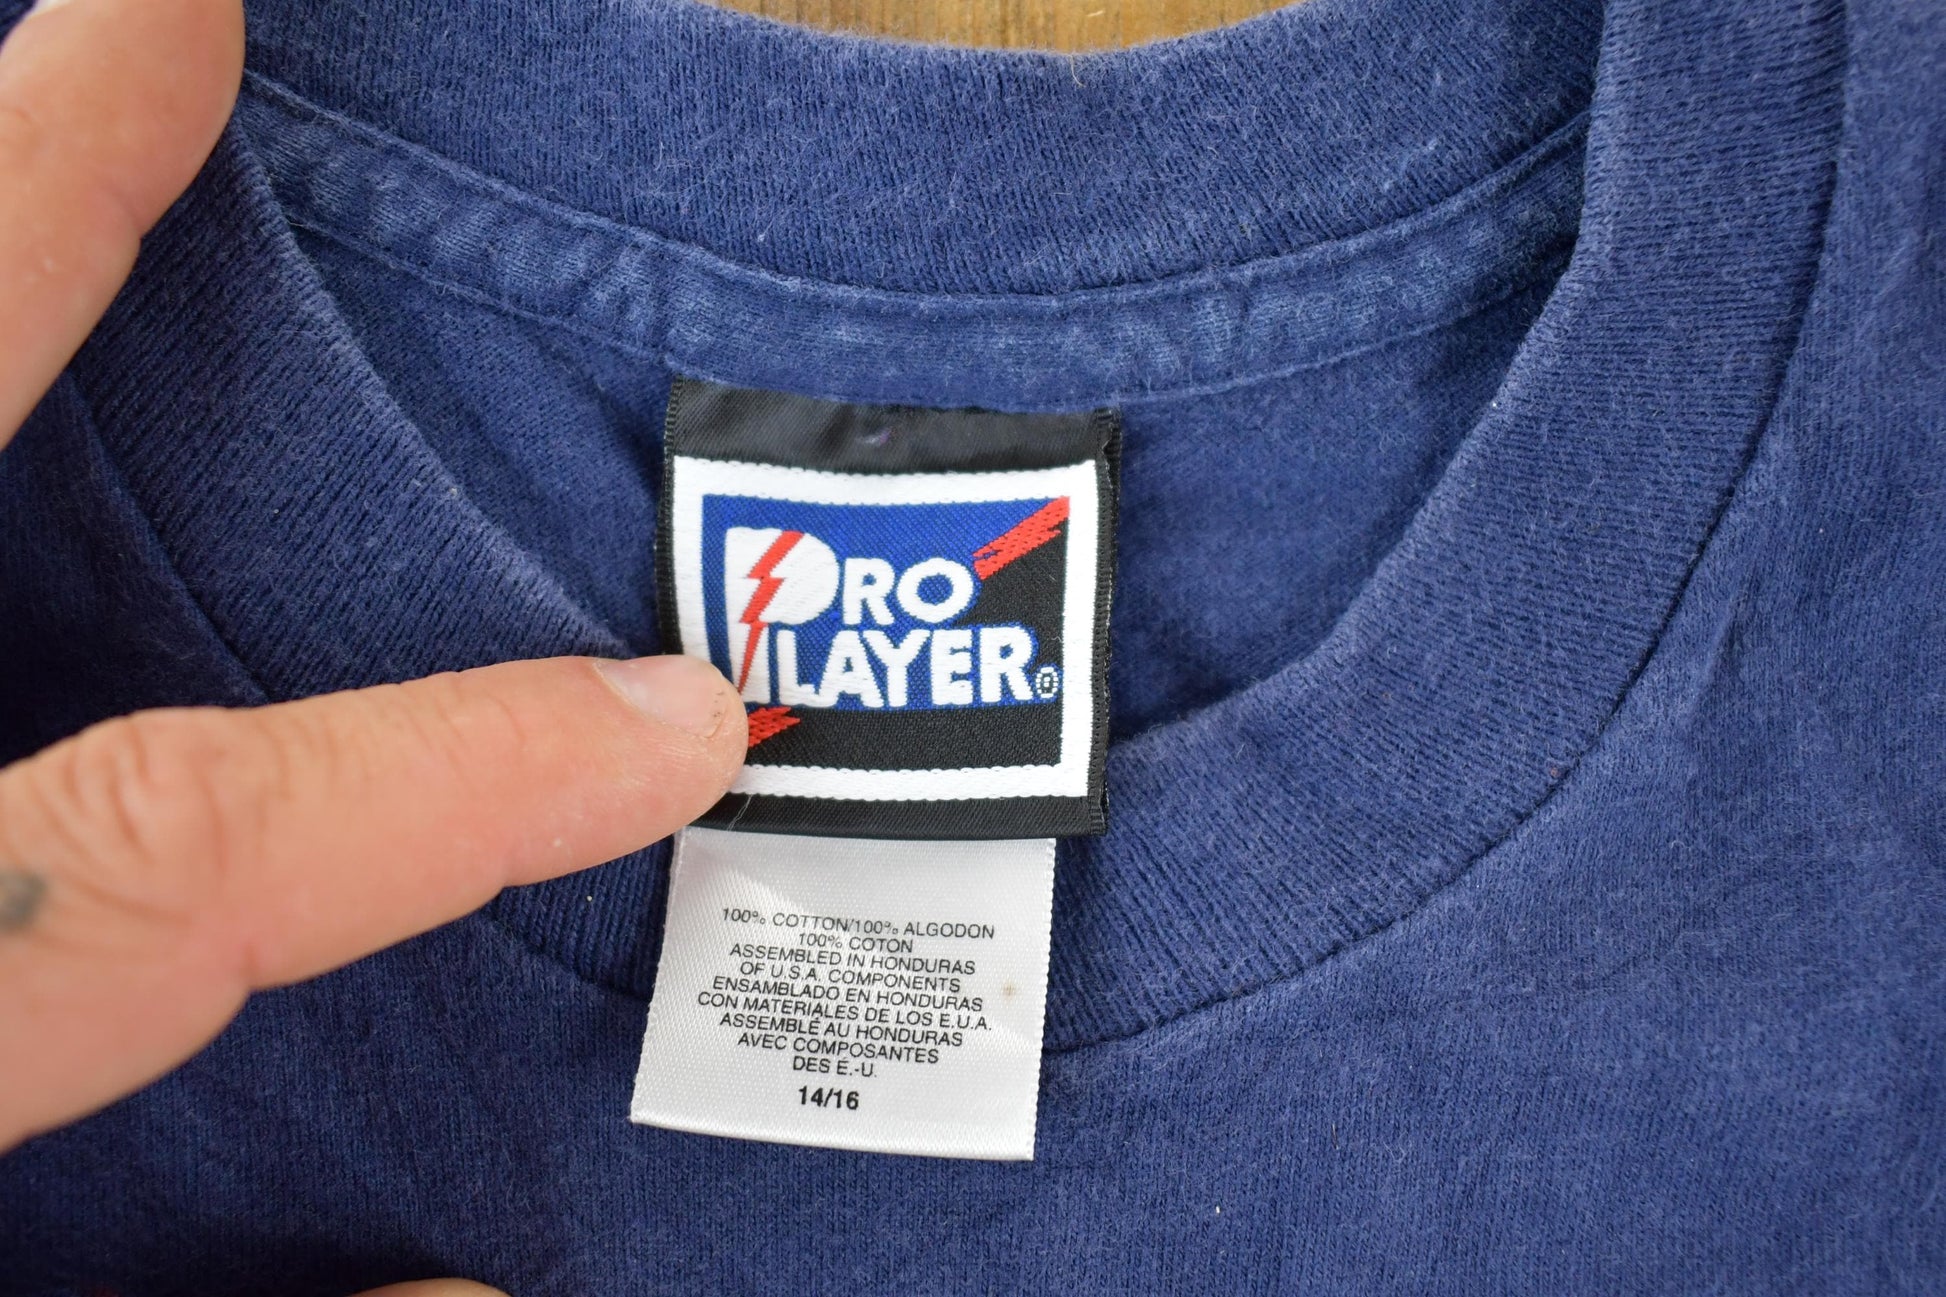 PRO
PLAYER®
100% COTTON/100% ALGODON
100% COTON
ASSEMBLED IN HONDURAS
OF U.S.A. COMPONENTS
ENSAMBLADO EN HONDURAS
CON MATERIALES DE LOS E.U.A.
ASSEMBLÉ AU HONDURAS
AVEC COMPOSANTES
DES É.-U.
14/16